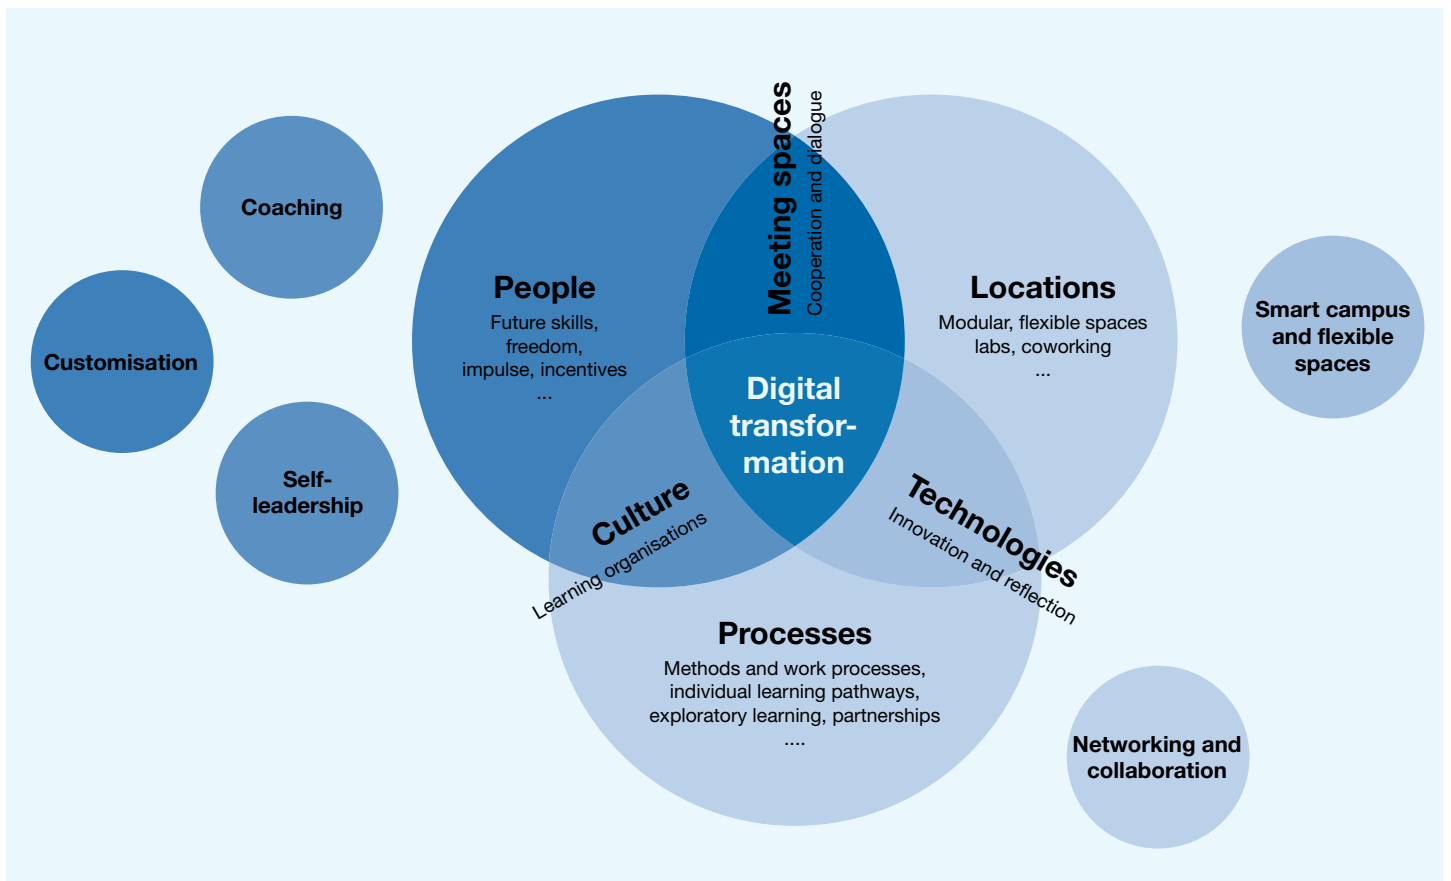 Meeting spaces
Cooperation and dialogue
Coaching
Customisation
Self-
leadership
People
Future skills,
freedom,
impulse, incentives
...
Locations
Modular, flexible spaces
labs, coworking
...
Smart campus
and flexible
spaces
Digital
transfor-
mation
Culture
Learning organisations
Technologies
Innovation and reflection
Processes
Methods and work processes,
individual learning pathways,
exploratory learning, partnerships
....
Networking and
collaboration